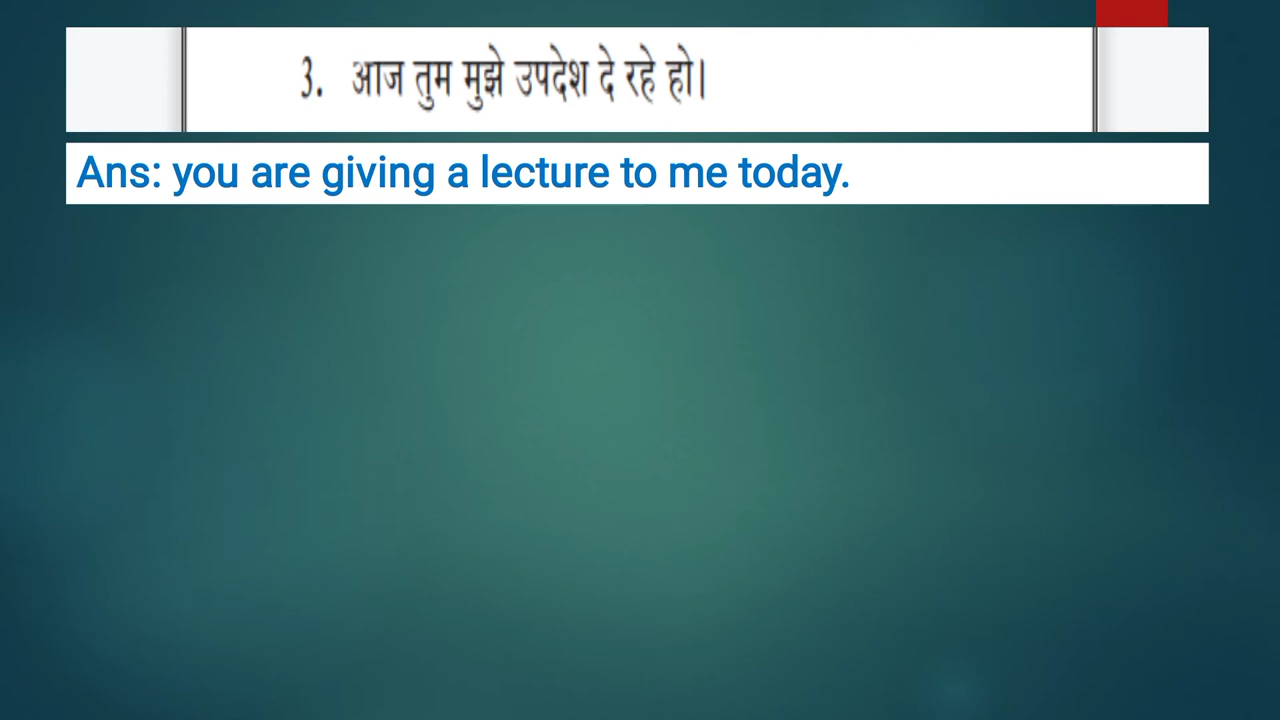 3. आज तुम मुझे उपदेश दे रहे हो।
Ans: you are giving a lecture to me today.